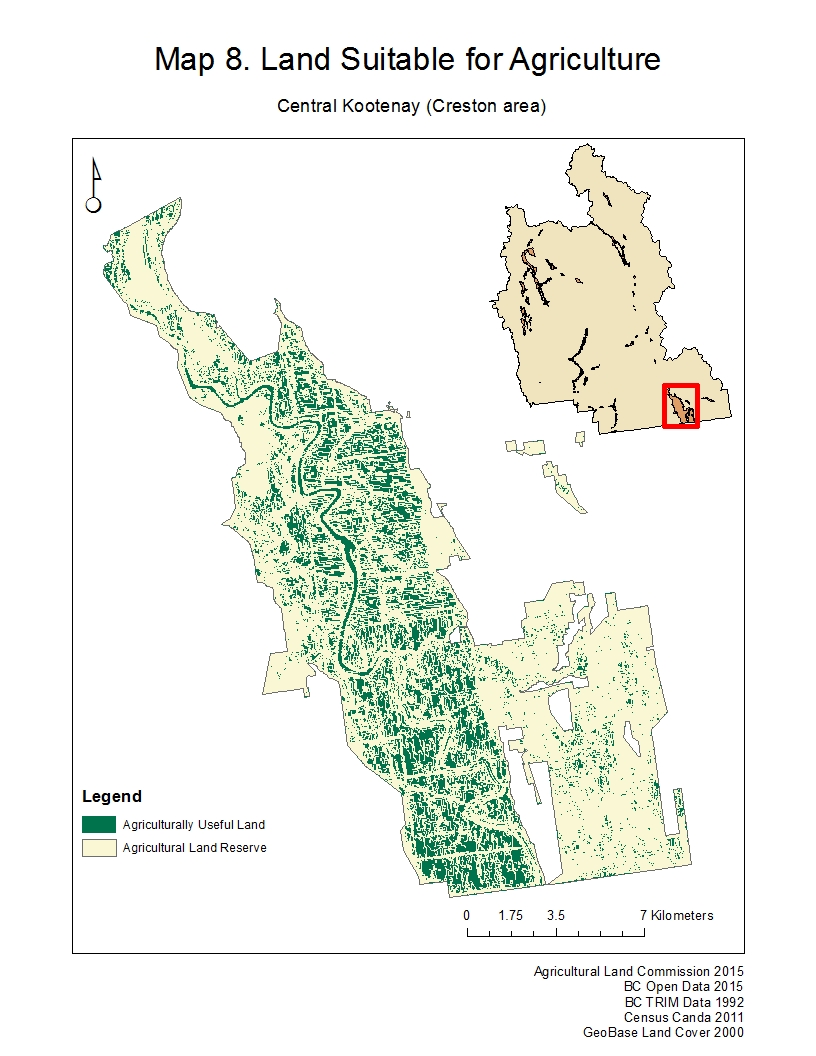 Map 8. Land Suitable for Agriculture
Central Kootenay (Creston area)
Legend
Agriculturally Useful Land
Agricultural Land Reserve
0 1.75 3.5 7 Kilometers
Agricultural Land Commission 2015
BC Open Data 2015
BC TRIM Data 1992
Census Canda 2011
GeoBase Land Cover 2000